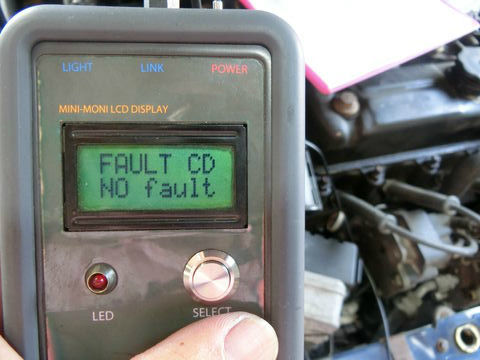 LIGHT LINK POWER
MINI-MONI LCD DISPLAY
FAULT CD
NO fault
LED SELECT